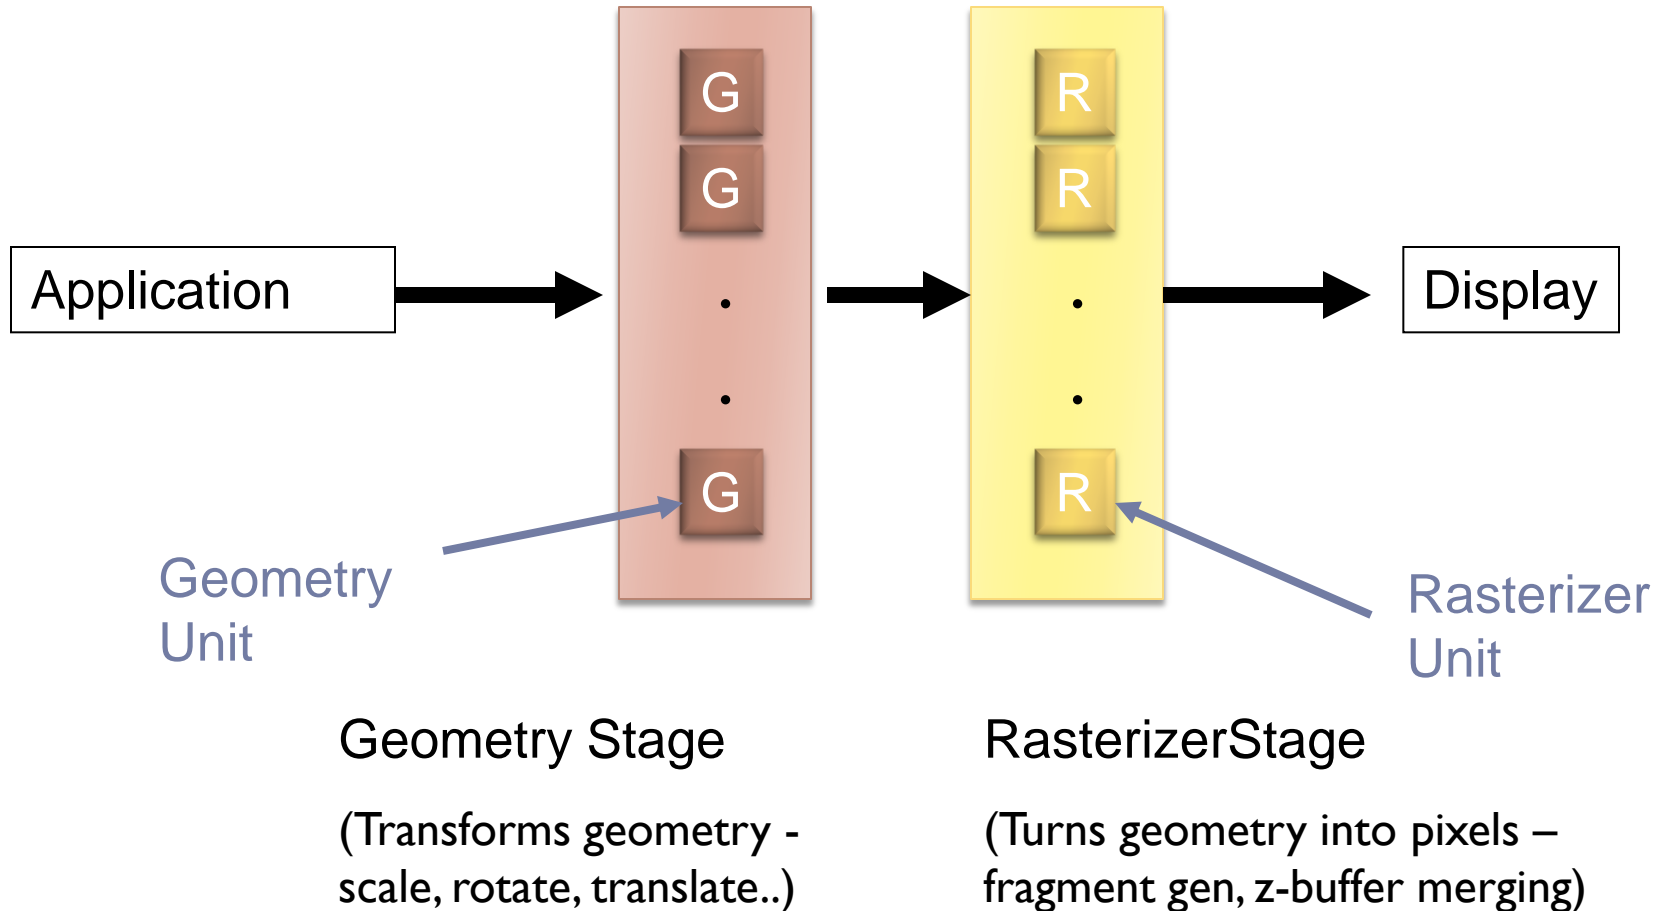 G
R
G
R
Application
Display
.
.
.
.
G
R
Geometry
Unit
Rasterizer
Unit
Geometry Stage
(Transforms geometry -
scale, rotate, translate..)
RasterizerStage
(Turns geometry into pixels –
fragment gen, z-buffer merging)